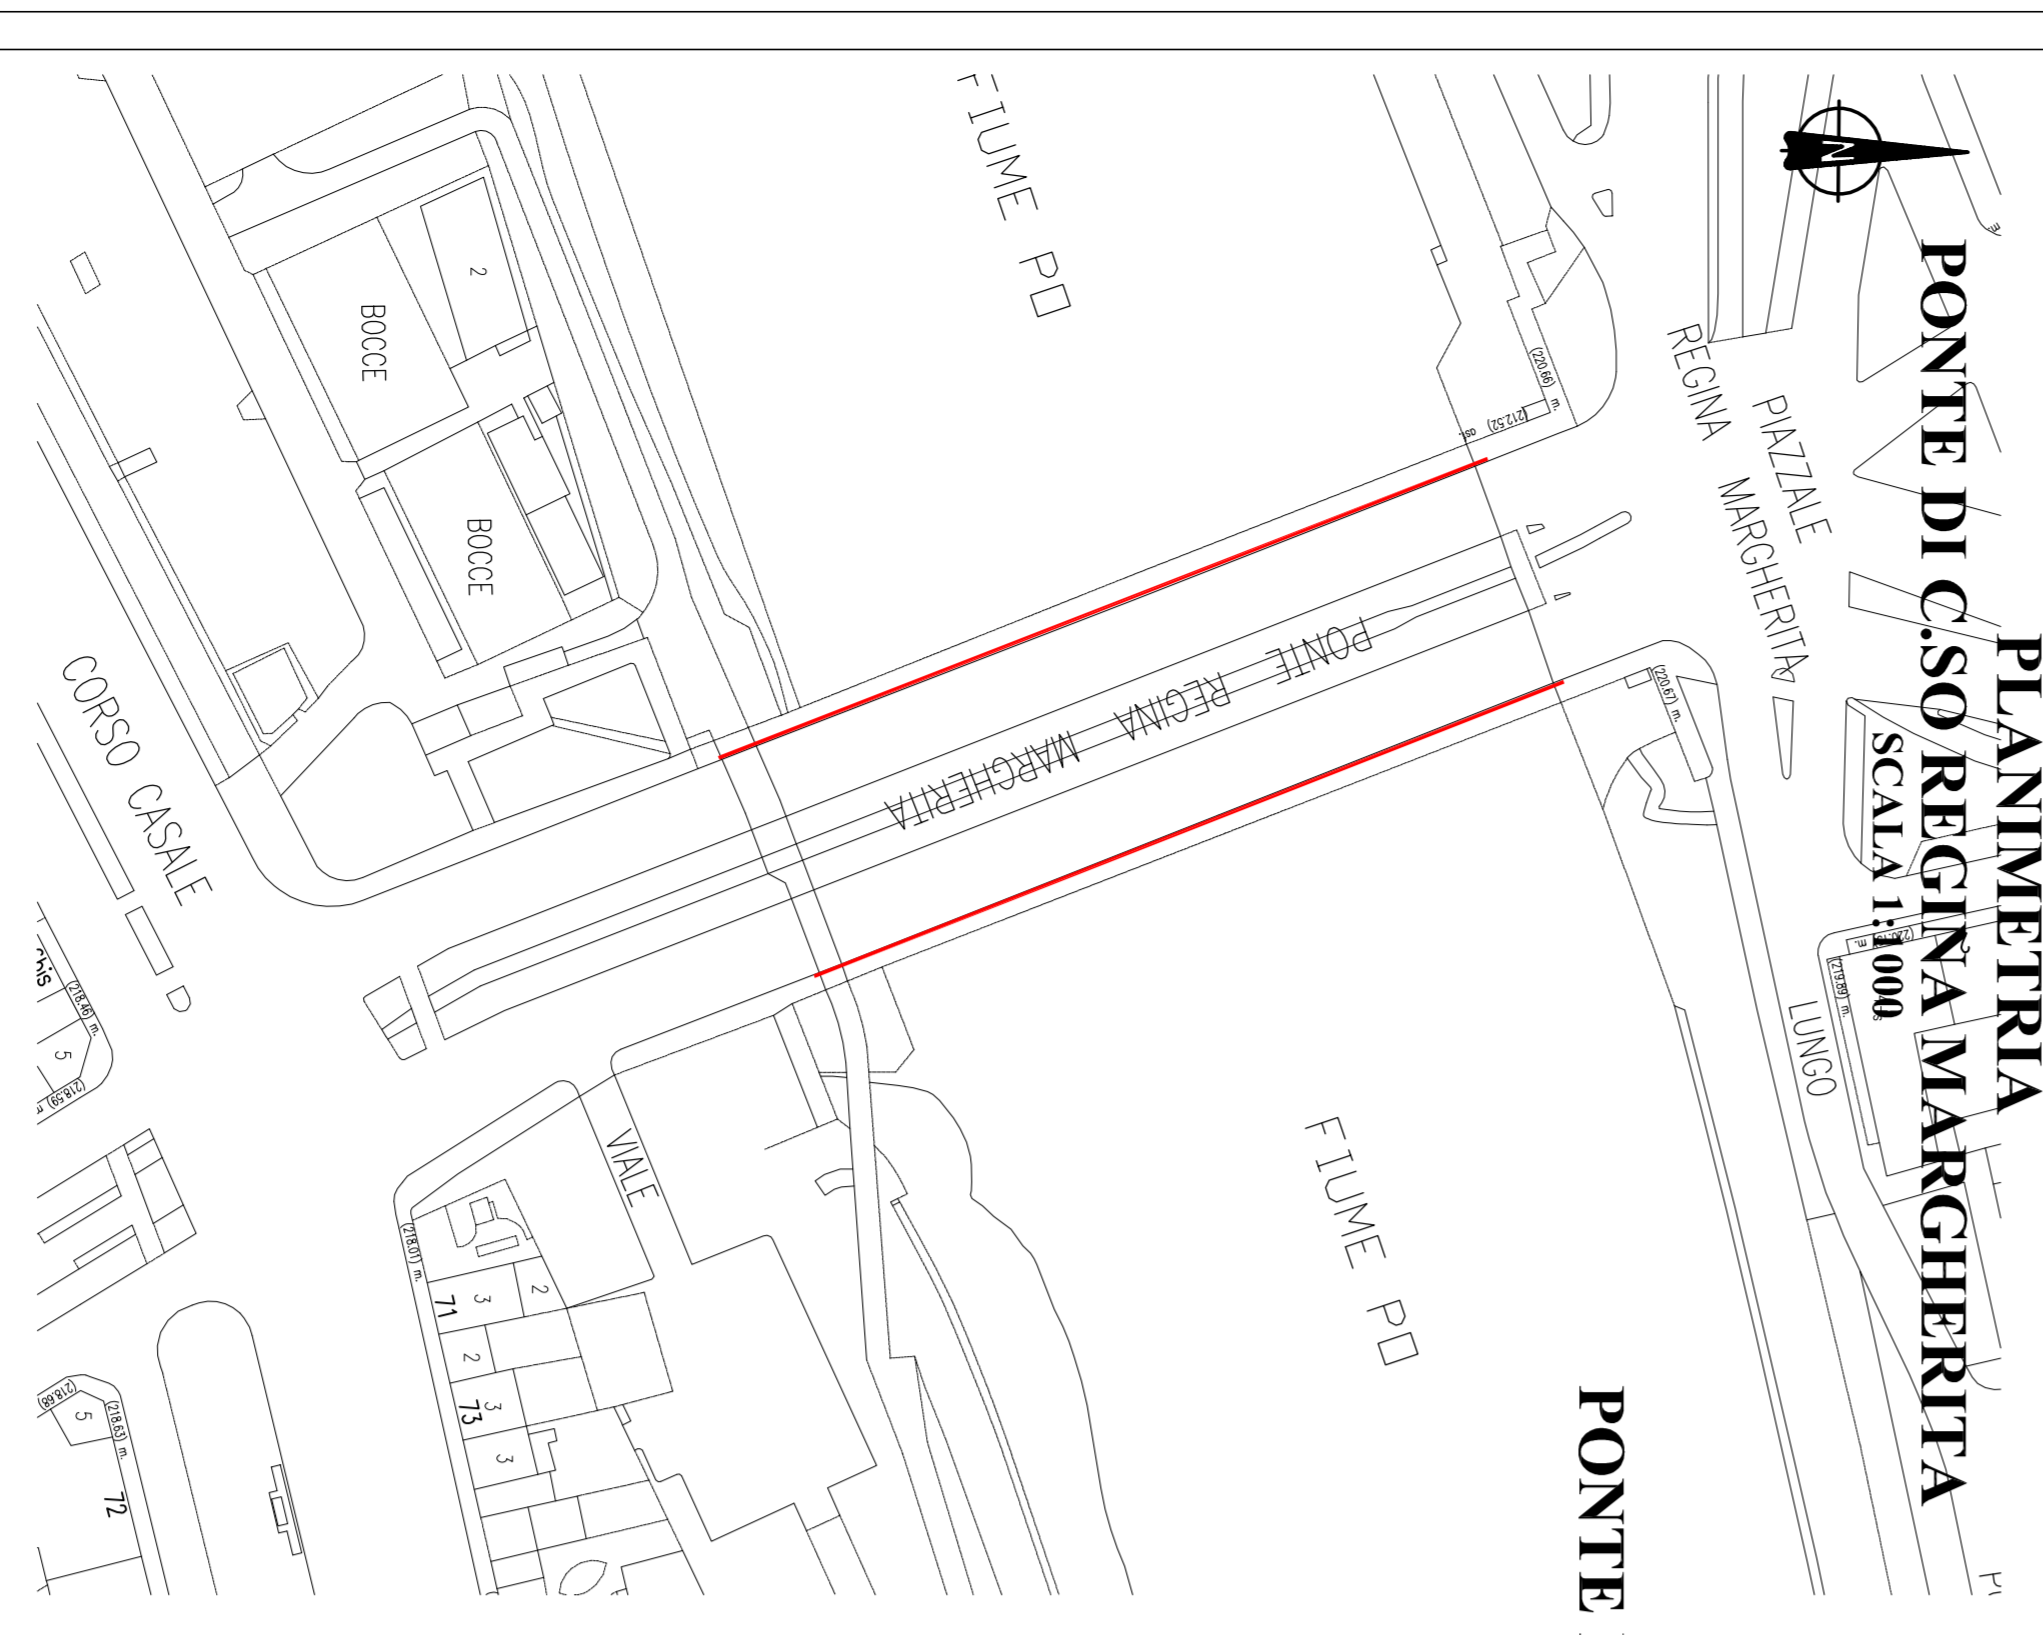 PLANIMETRIA
PONTE DI C.SO REGINA MARGHERITA
SCALA 1:1000
N
PIAZZALE
REGINA MARGHERITA
LUNGO
FIUME PO
(220.66) m.
(212.52)
ast.
PONTE REGINA MARGHERITA
(220.67) m.
(219.89) m.
2
BOCCE
BOCCE
CORSO CASALE
(218.46) m.
5
(218.59)
VIALE
FIUME PO
PONTE
(218.01) m.
2
3
71
2
3
73
3
(218.68)
5
(218.63) m.
72